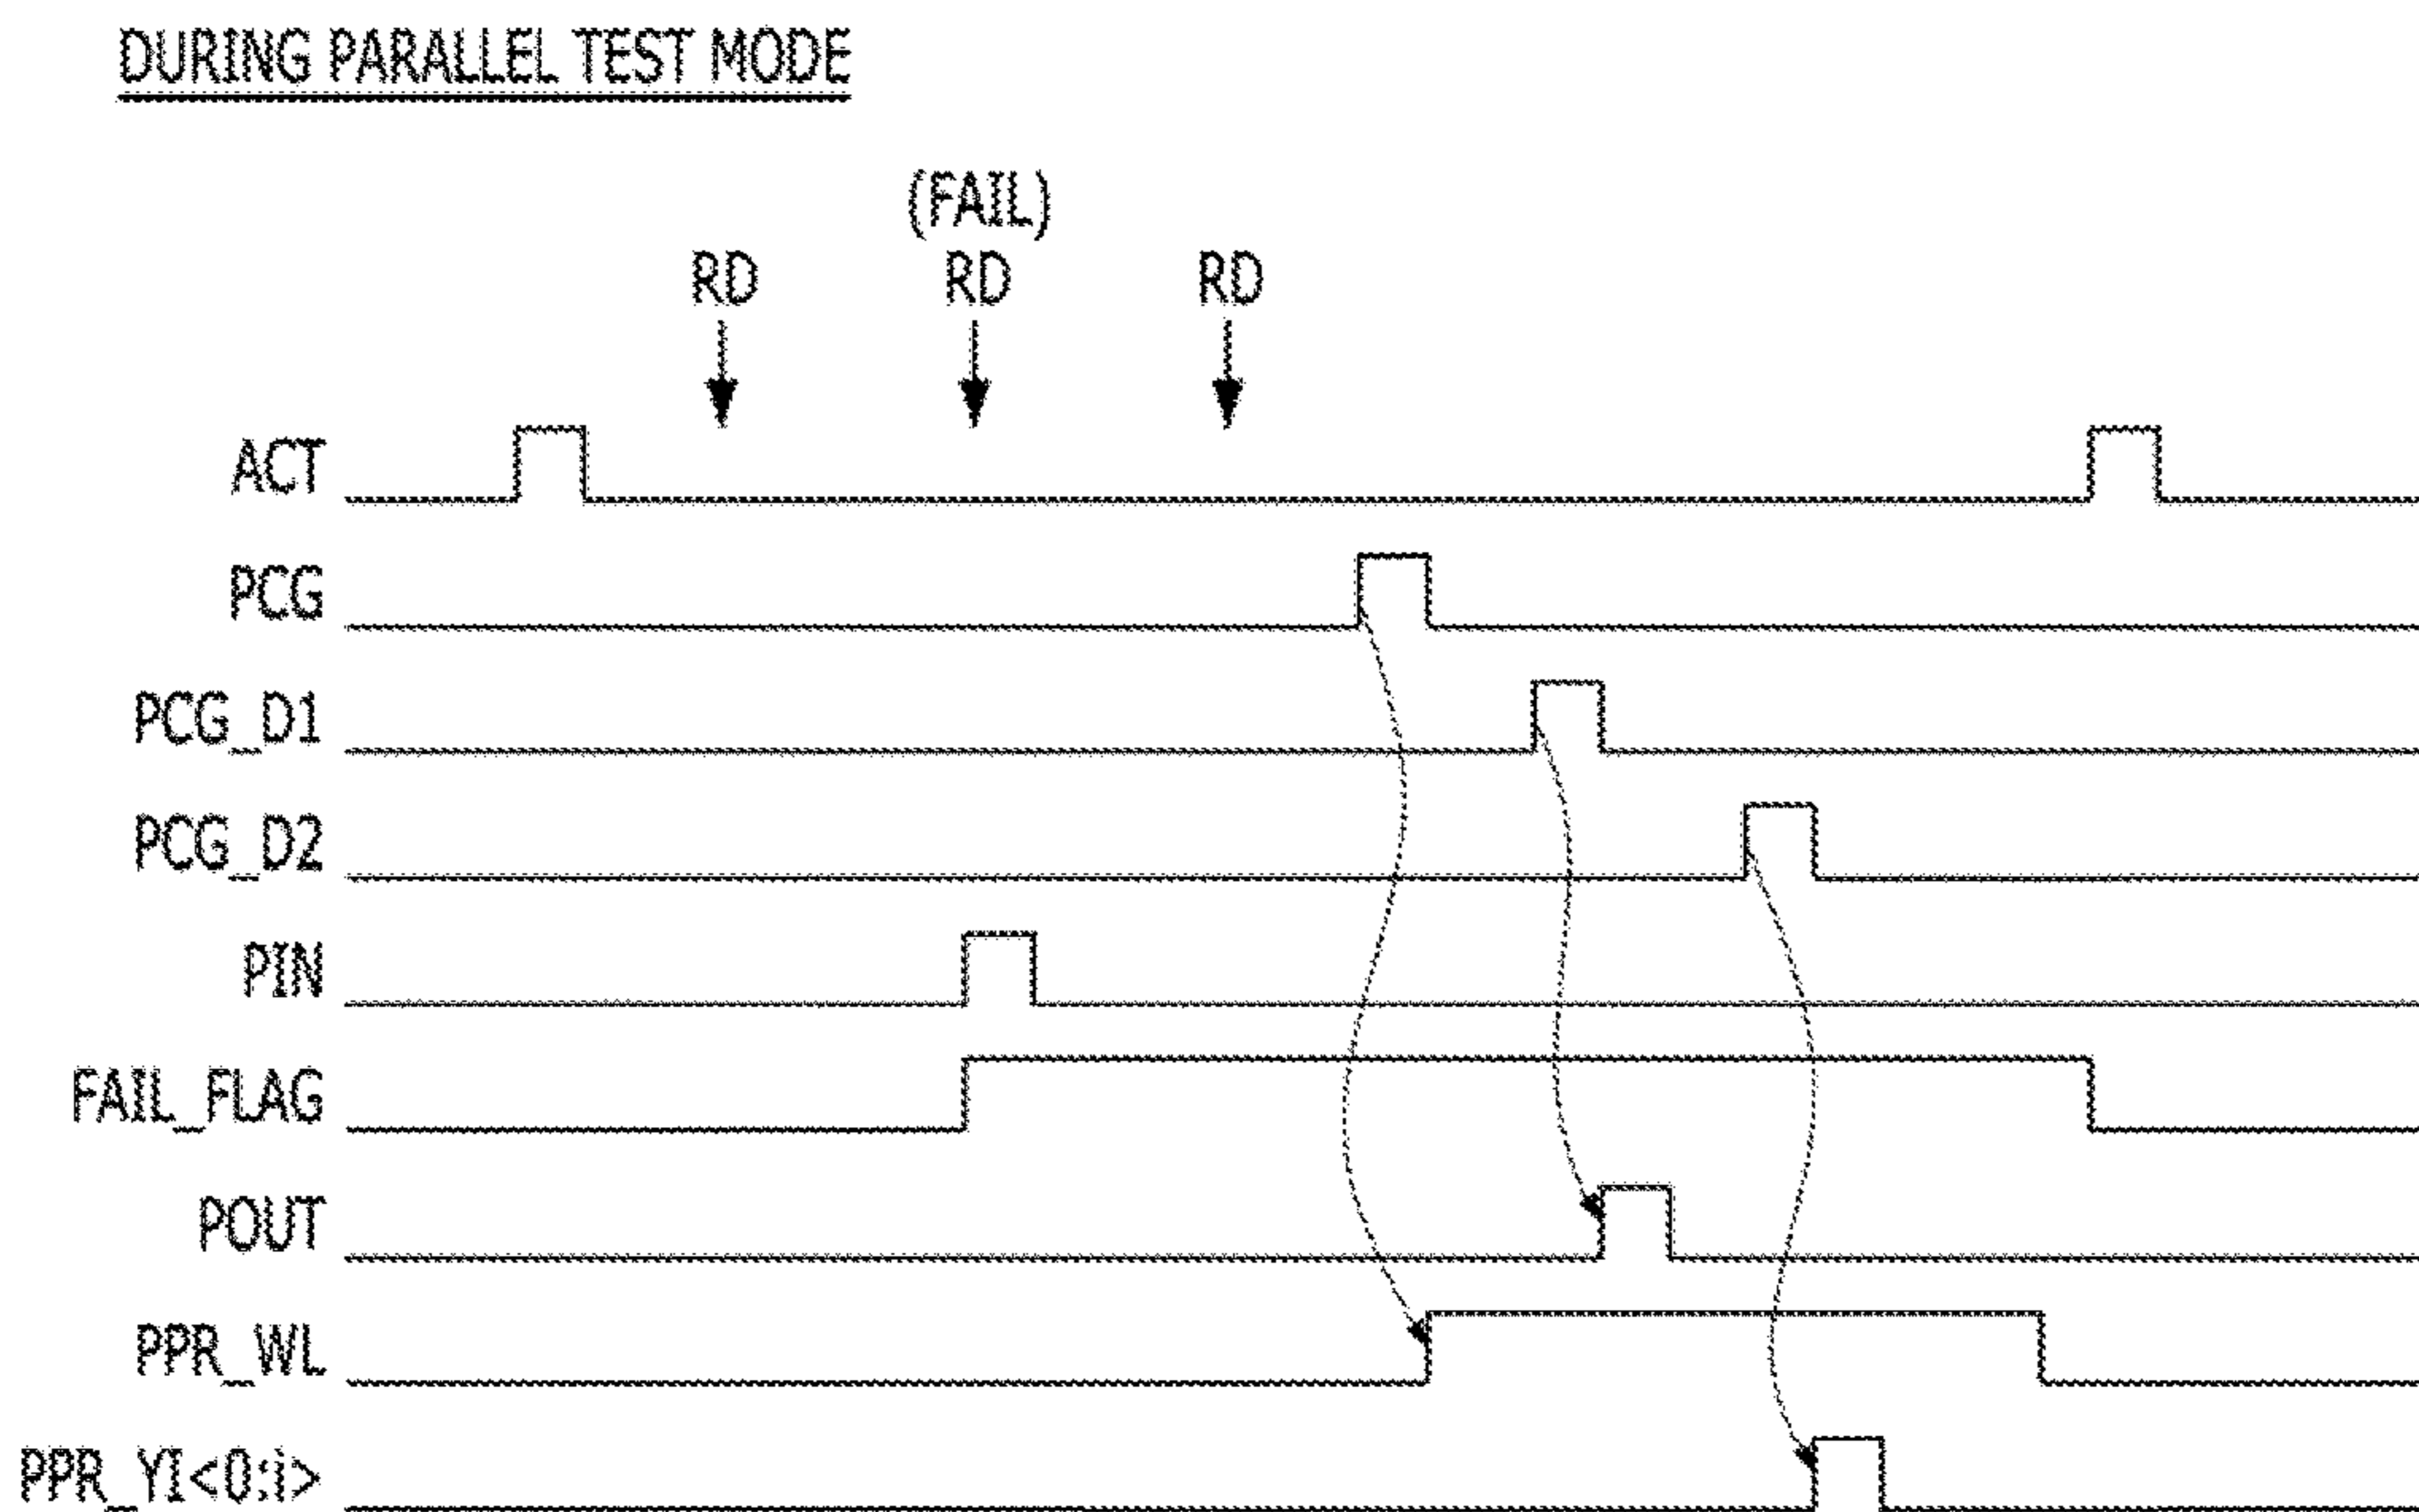 DURING PARALLEL TEST MODE
(FAIL)
RD RD RD
ACT
PCG
PCG_D1
PCG_D2
PIN
FAIL_FLAG
POUT
PPR_WL
PPR_YI<0:i>